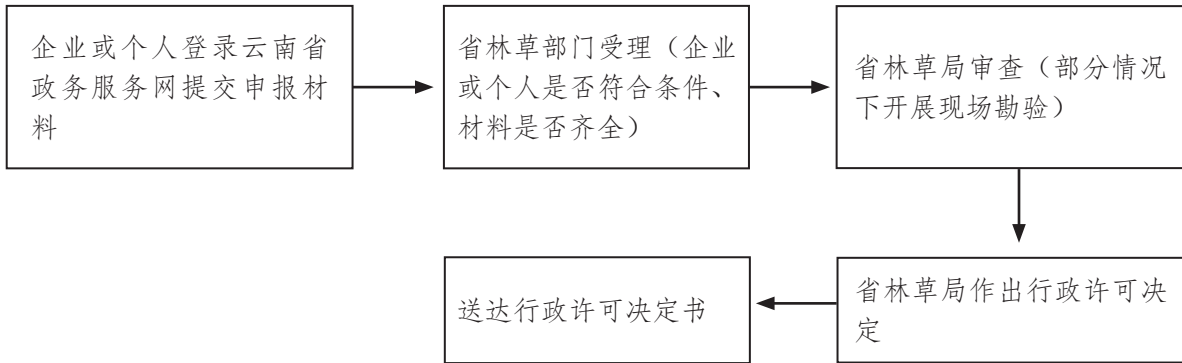 企业或个人登录云南省
政务服务网提交申报材
料
省林草部门受理（企业
或个人是否符合条件、
材料是否齐全）
省林草局审查（部分情况
下开展现场勘验）
省林草局作出行政许可决
定
送达行政许可决定书